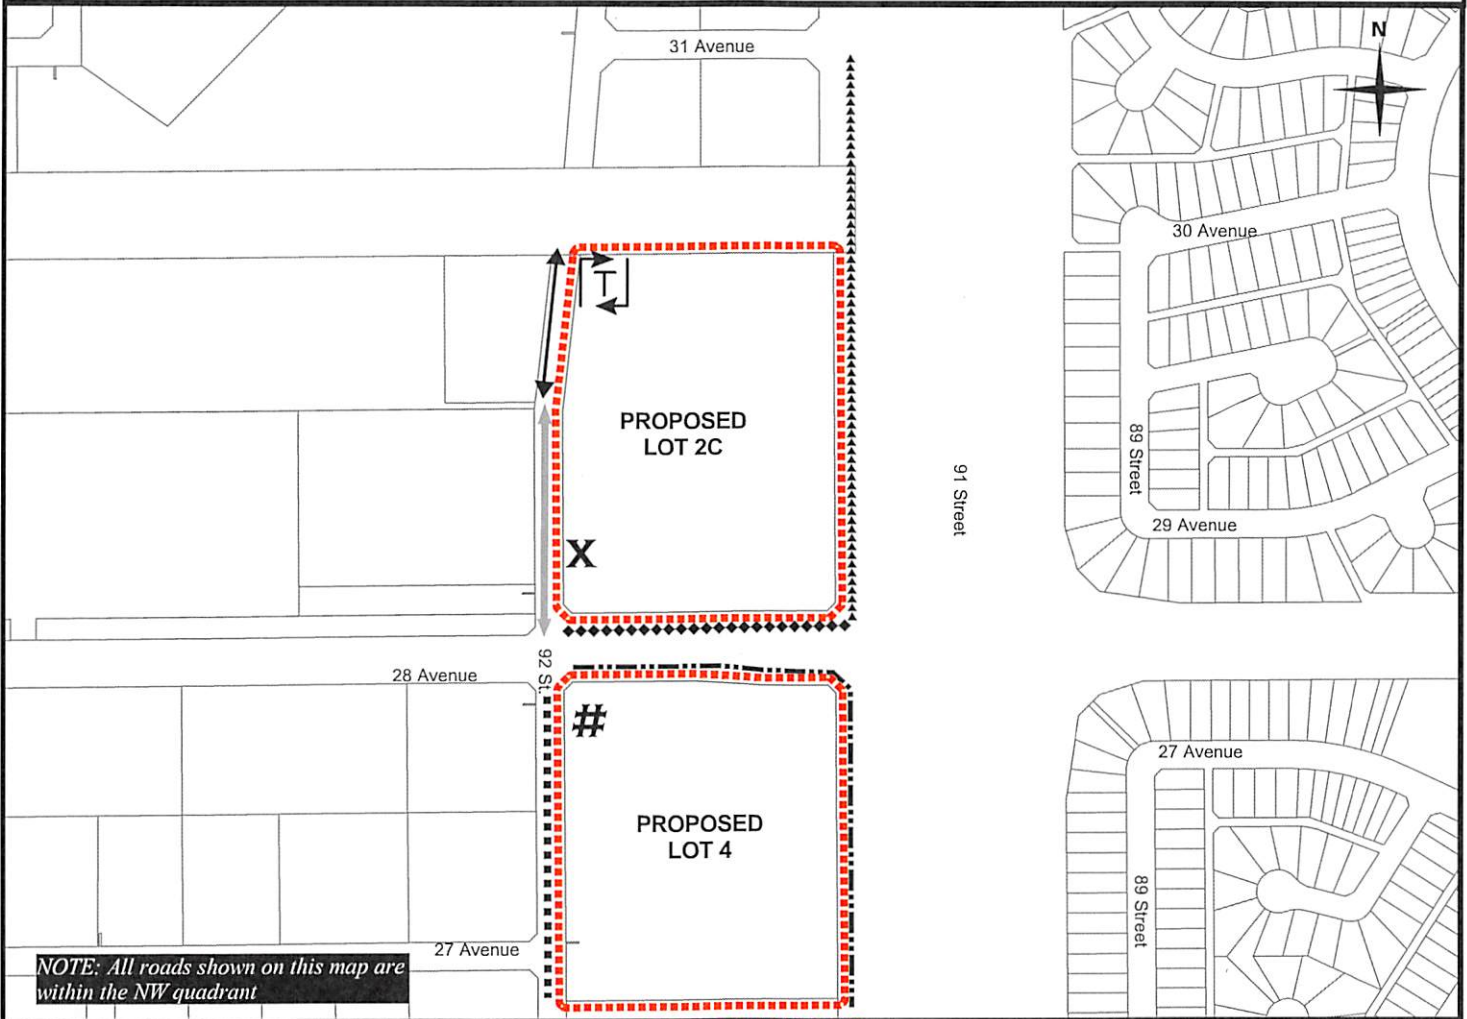 31 Avenue
N
30 Avenue
T
PROPOSED
LOT 2C
89 Street
91 Street
29 Avenue
X
92 St.
28 Avenue
#
27 Avenue
PROPOSED
LOT 4
89 Street
27 Avenue
NOTE: All roads shown on this map are
within the NW quadrant